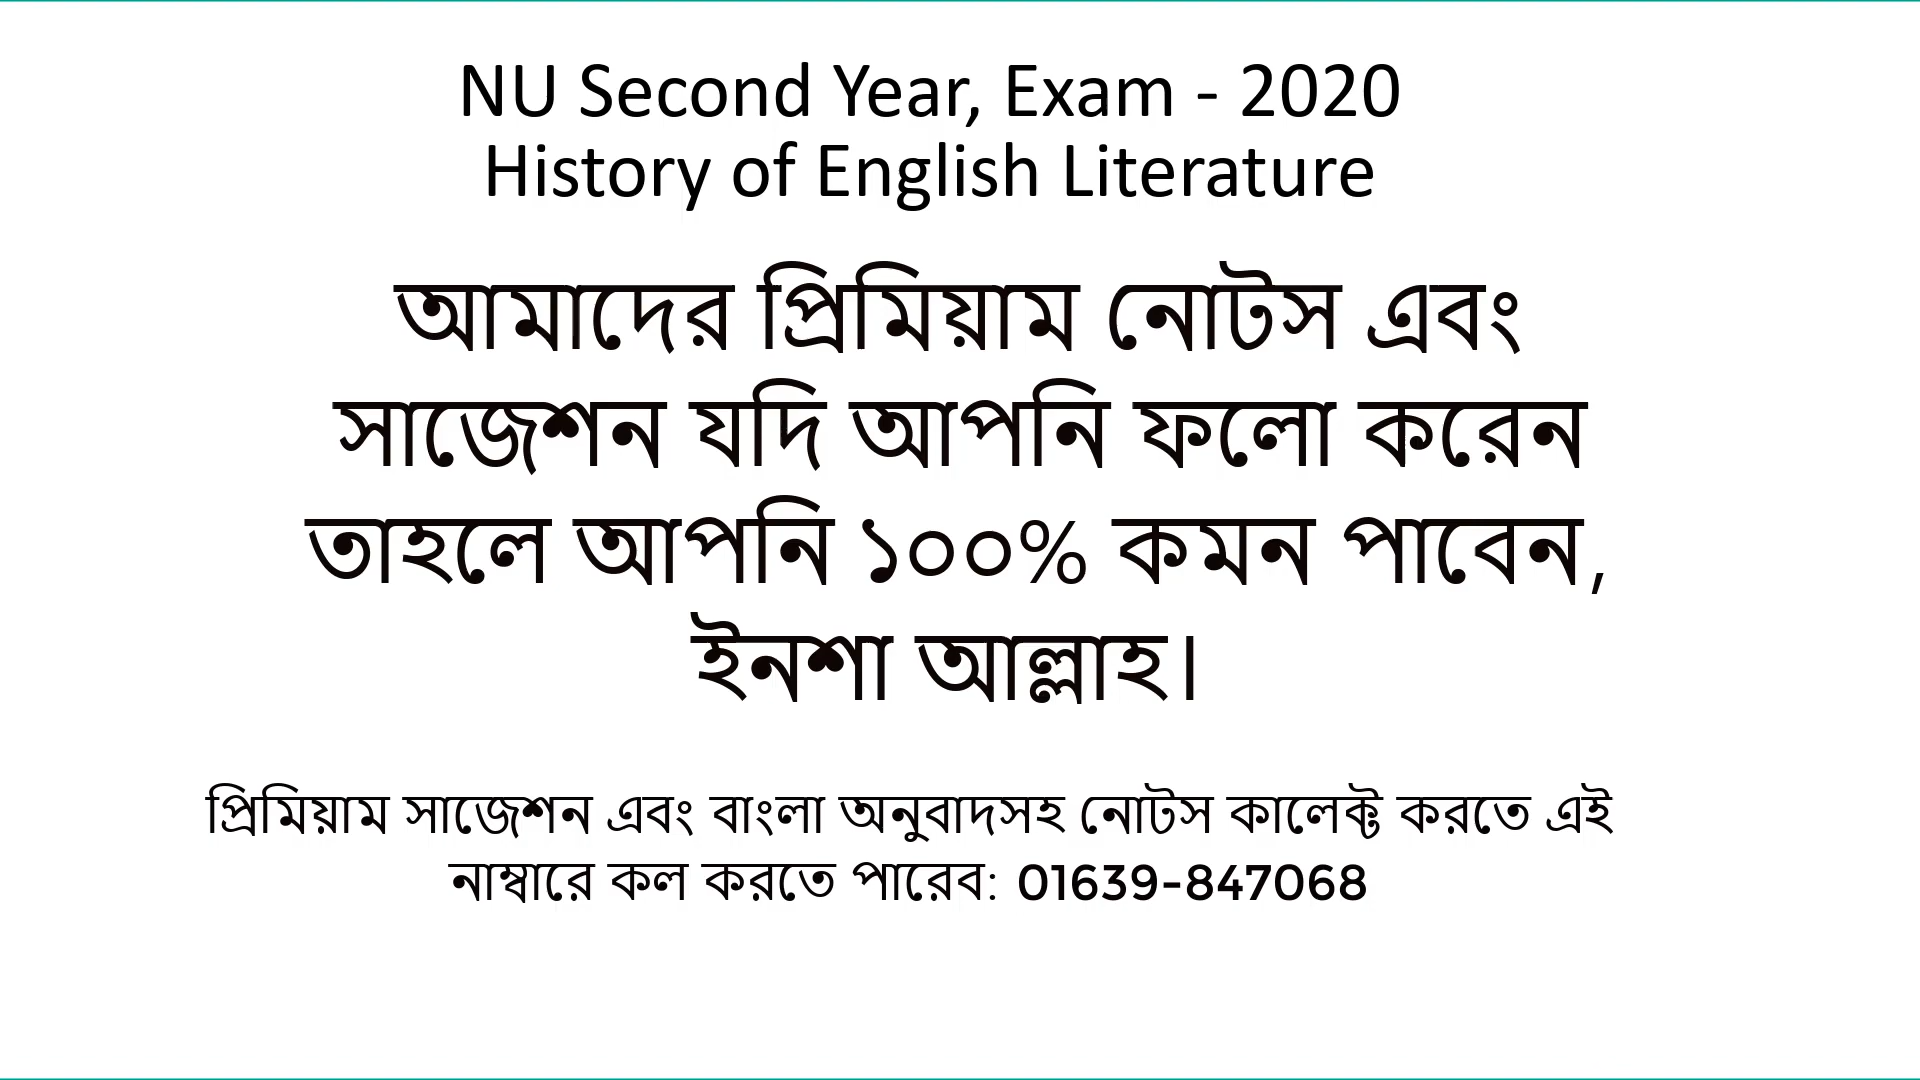 NU Second Year, Exam - 2020
History of English Literature
আমাদের প্রিমিয়াম নোটস এবং
সাজেশন যদি আপনি ফলো করেন
তাহলে আপনি ১০০% কমন পাবেন,
ইনশা আল্লাহ।
প্রিমিয়াম সাজেশন এবং বাংলা অনুবাদসহ নোটস কালেক্ট করতে এই
নাম্বারে কল করতে পারেব: 01639-847068